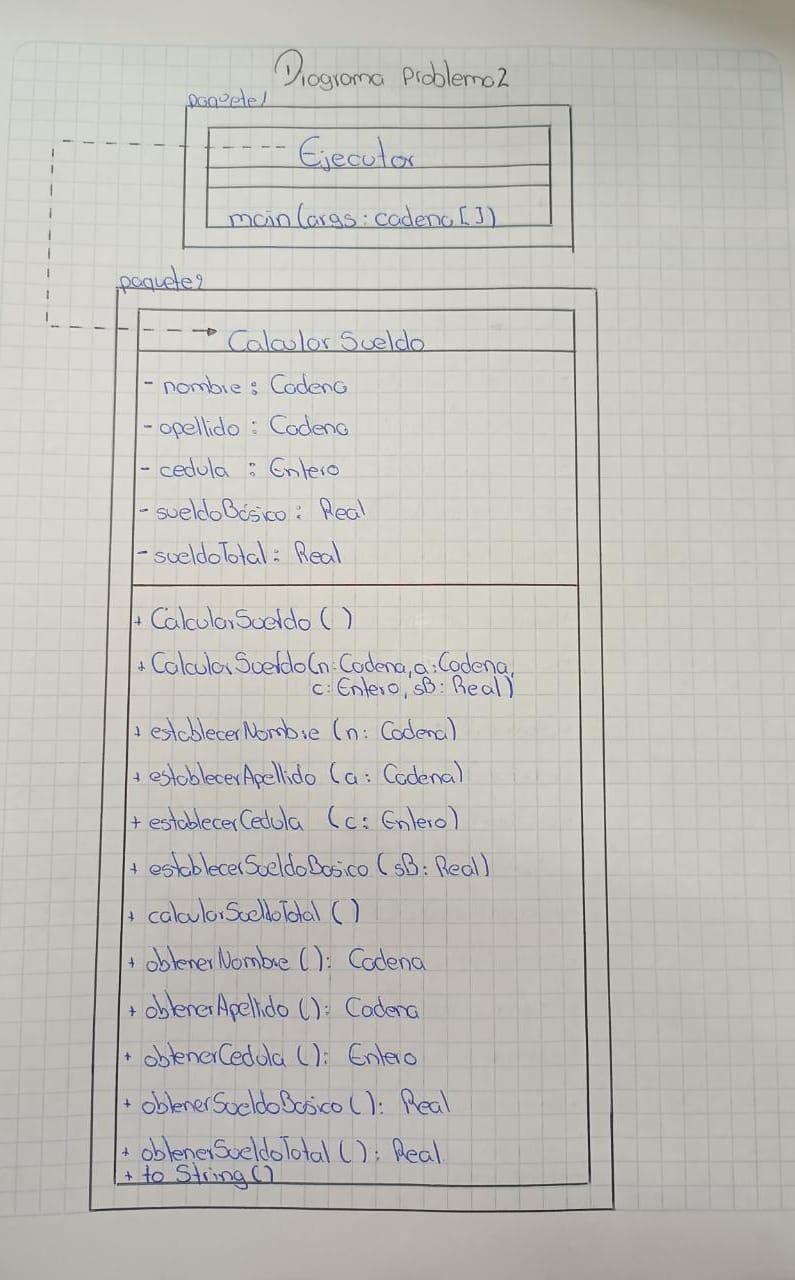 Diagrama Problema2
paquete1
Ejecutor
main(args: cadena[])
paquete2
CalcularSueldo
- nombre: Cadena
- apellido: Cadena
- cedula : Entero
- sueldoBásico: Real
- sueldoTotal: Real
+ CalcularSueldo()
+ CalcularSueldo(n:Cadena, a:Cadena,
c:Entero, sB: Real)
+ establecerNombre (n: Cadena)
+ establecerApellido (a: Cadena)
+ establecerCedula (c: Entero)
+ establecerSueldoBasico (sB: Real)
+ calcularSueldoTotal ()
+ obtenerNombre (): Cadena
+ obtenerApellido (): Cadena
+ obtenerCedula (): Entero
+ obtenerSueldoBasico (): Real
+ obtenerSueldoTotal (): Real
+ to String()